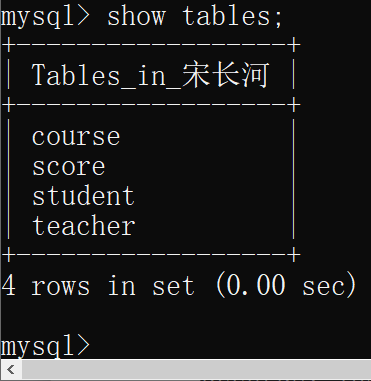 mysql> show tables;
+------------------+
| Tables_in_宋长河 |
+------------------+
| course           |
| score            |
| student          |
| teacher          |
+------------------+
4 rows in set (0.00 sec)
mysql>